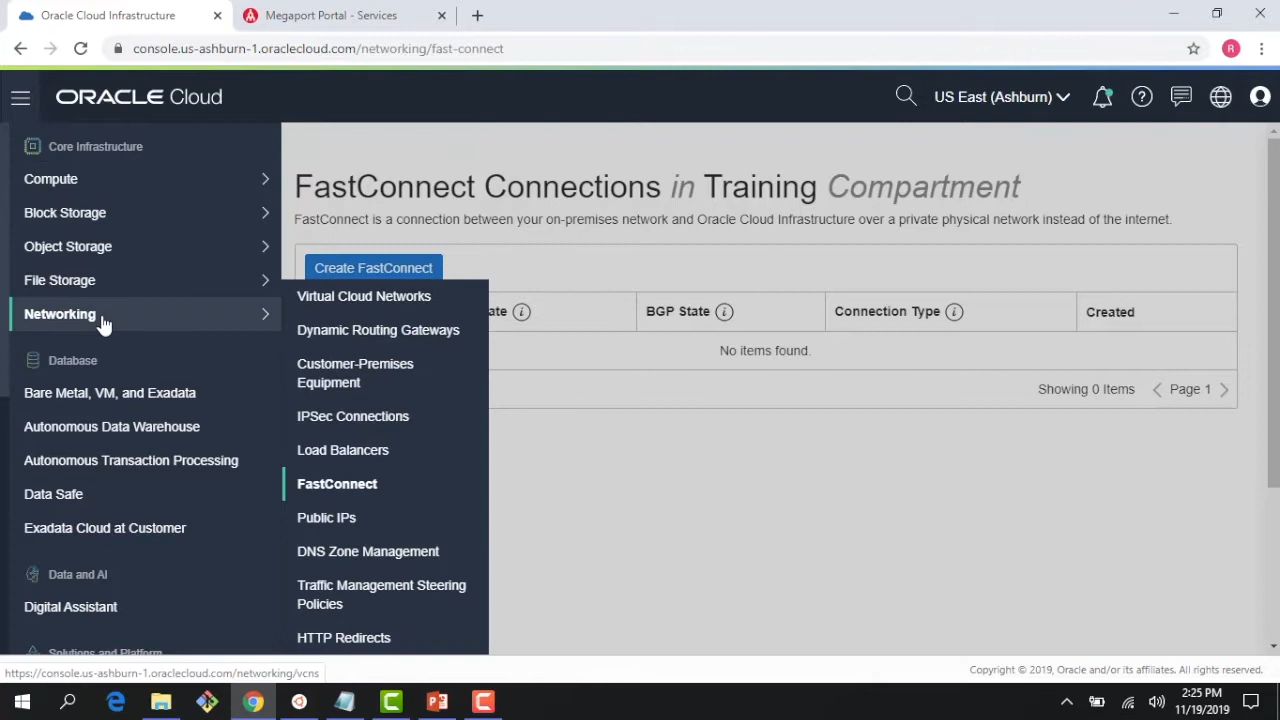 Oracle Cloud Infrastructure
Megaport Portal - Services
console.us-ashburn-1.oraclecloud.com/networking/fast-connect
R
ORACLE Cloud
US East (Ashburn)
Core Infrastructure
Compute
Block Storage
Object Storage
File Storage
Networking
Database
Bare Metal, VM, and Exadata
Autonomous Data Warehouse
Autonomous Transaction Processing
Data Safe
Exadata Cloud at Customer
Data and AI
Digital Assistant
Solutions and Platform
Virtual Cloud Networks
Dynamic Routing Gateways
Customer-Premises
Equipment
IPSec Connections
Load Balancers
FastConnect
Public IPs
DNS Zone Management
Traffic Management Steering
Policies
HTTP Redirects
FastConnect Connections in Training Compartment
FastConnect is a connection between your on-premises network and Oracle Cloud Infrastructure over a private physical network instead of the internet.
Create FastConnect
ate BGP State Connection Type Created
No items found.
Showing 0 Items Page 1
https://console.us-ashburn-1.oraclecloud.com/networking/vcns
Copyright © 2019, Oracle and/or its affiliates. All rights reserved.
2:25 PM
11/19/2019